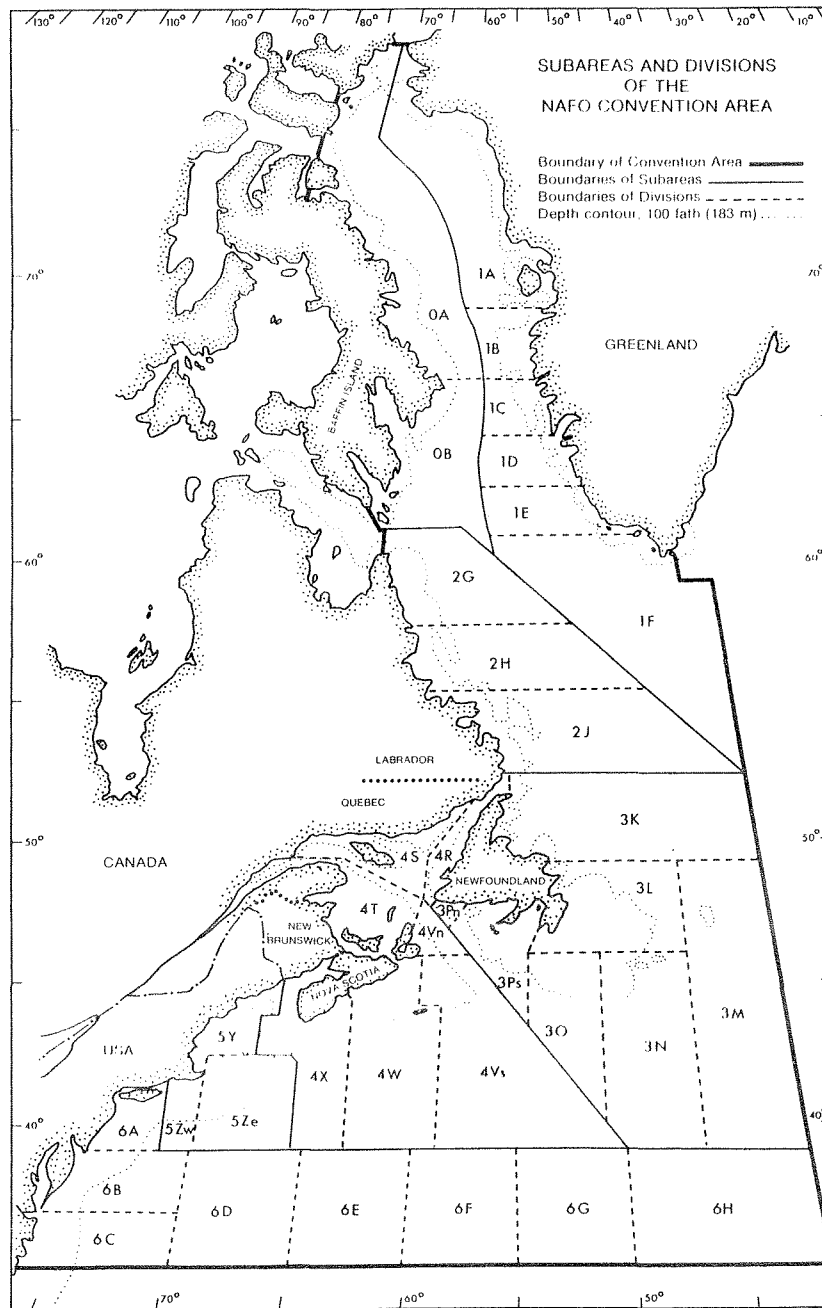 130° 120° 110° 100° 90° 80° 70° 60° 50° 40° 30° 20° 10°
SUBAREAS AND DIVISIONS
OF THE
NAFO CONVENTION AREA
Boundary of Convention Area
Boundaries of Subareas
Boundaries of Divisions
Depth contour, 100 fath (183 m)
70° 70°
1A
0A
1B
GREENLAND
BAFFIN ISLAND
1C
0B
1D
1E
60° 60°
2G
1F
2H
2J
LABRADOR
QUEBEC
3K
50° 50°
CANADA
4S 4R
NEWFOUNDLAND
3L
4T
3Pn
NEW
BRUNSWICK
4Vn
NOVA SCOTIA
3Ps
3M
5Y
3O
3N
USA
4X
4W
4Vs
40° 40°
6A
5Zw
5Ze
6B
6D
6E
6F
6G
6H
6C
70° 60° 50°